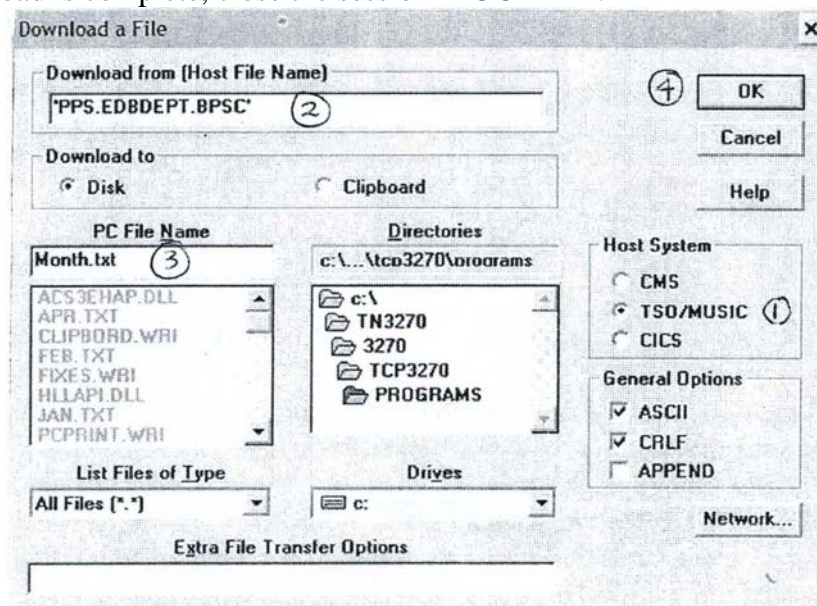 Download a File
Download from (Host File Name)
'PPS.EDBDEPT.BPSC' ②
④ OK
Cancel
Help
Download to
Disk Clipboard
PC File Name
Month.txt ③
ACS3EHAP.DLL
APR.TXT
CLIPBORD.WRI
FEB.TXT
FIXES.WRI
HLLAPI.DLL
JAN.TXT
PCPRINT.WRI
Directories
c:\...\tcp3270\programs
c:\
TN3270
3270
TCP3270
PROGRAMS
Host System
CMS
TSO/MUSIC ①
CICS
General Options
ASCII
CRLF
APPEND
List Files of Type
All Files (*.*)
Drives
c:
Network...
Extra File Transfer Options